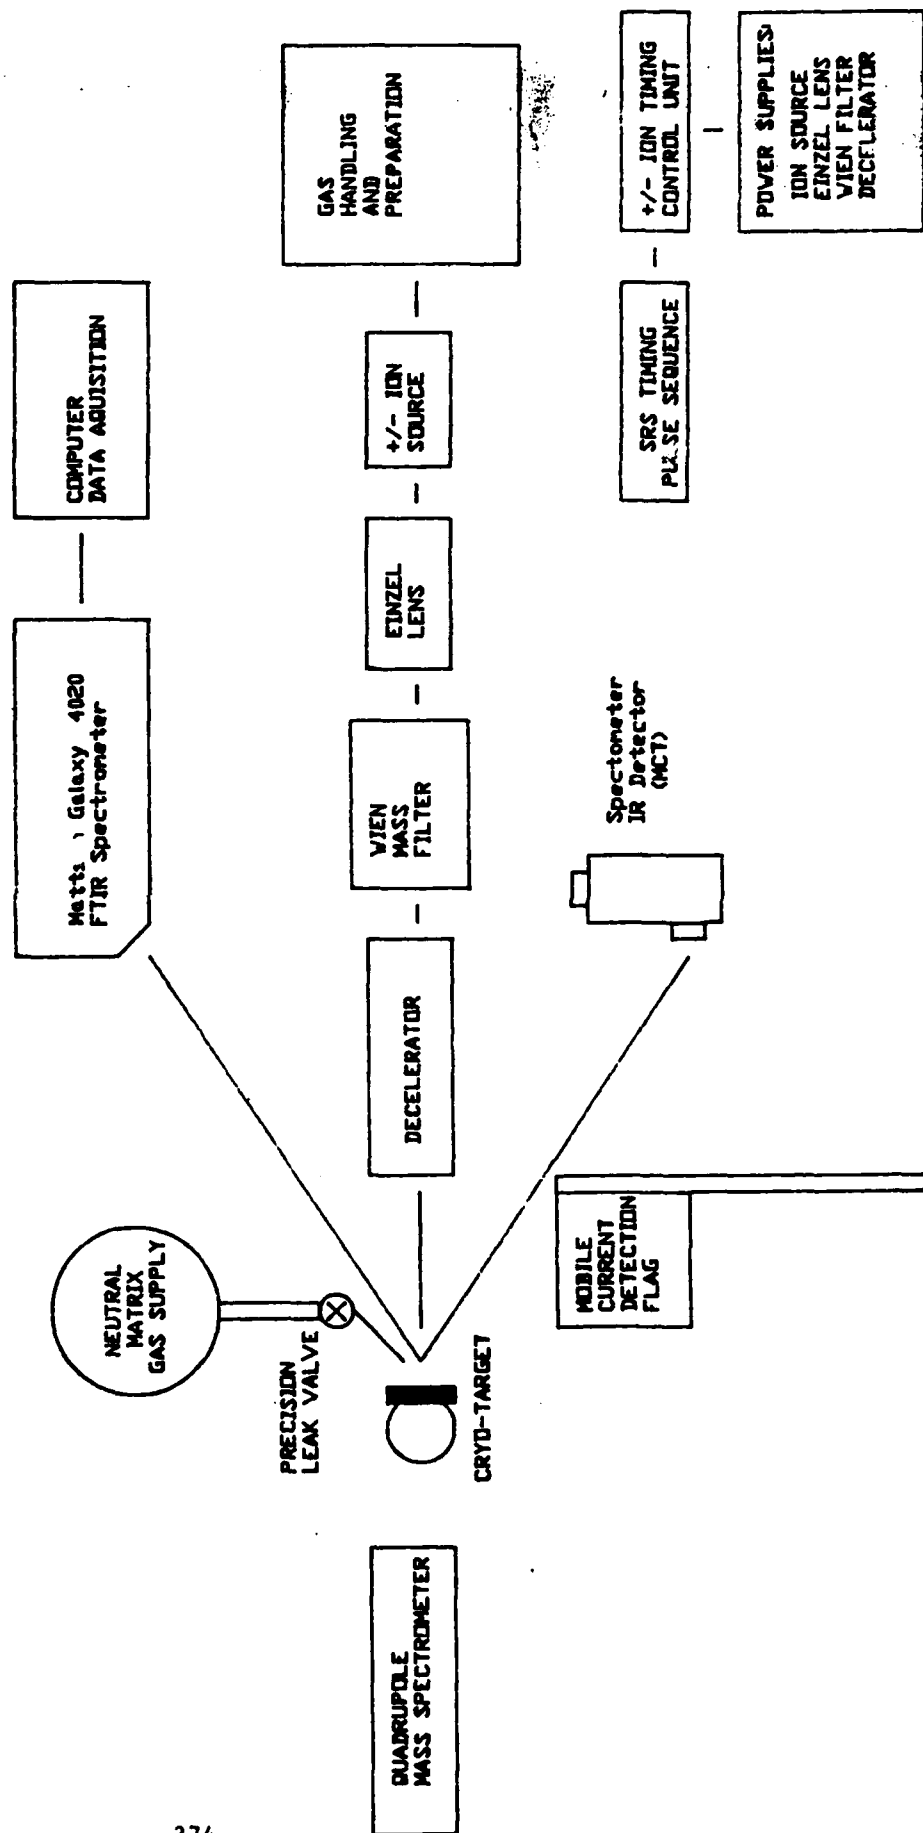 COMPUTER
DATA AQUISITION
Galaxy 4020
FTIR Spectrometer
NEUTRAL
MATRIX
GAS SUPPLY
PRECISION
LEAK VALVE
GAS
HANDLING
AND
PREPARATION
+/- ION
SOURCE
EINZEL
LENS
WIEN
MASS
FILTER
DECELERATOR
CRYO-TARGET
QUADRUPOLE
MASS SPECTROMETER
Spectometer
IR Detector
(MCT)
MOBILE
CURRENT
DETECTION
FLAG
+/- ION TIMING
CONTROL UNIT
SRS TIMING
PULSE SEQUENCE
POWER SUPPLIES:
ION SOURCE
EINZEL LENS
WIEN FILTER
DECELERATOR